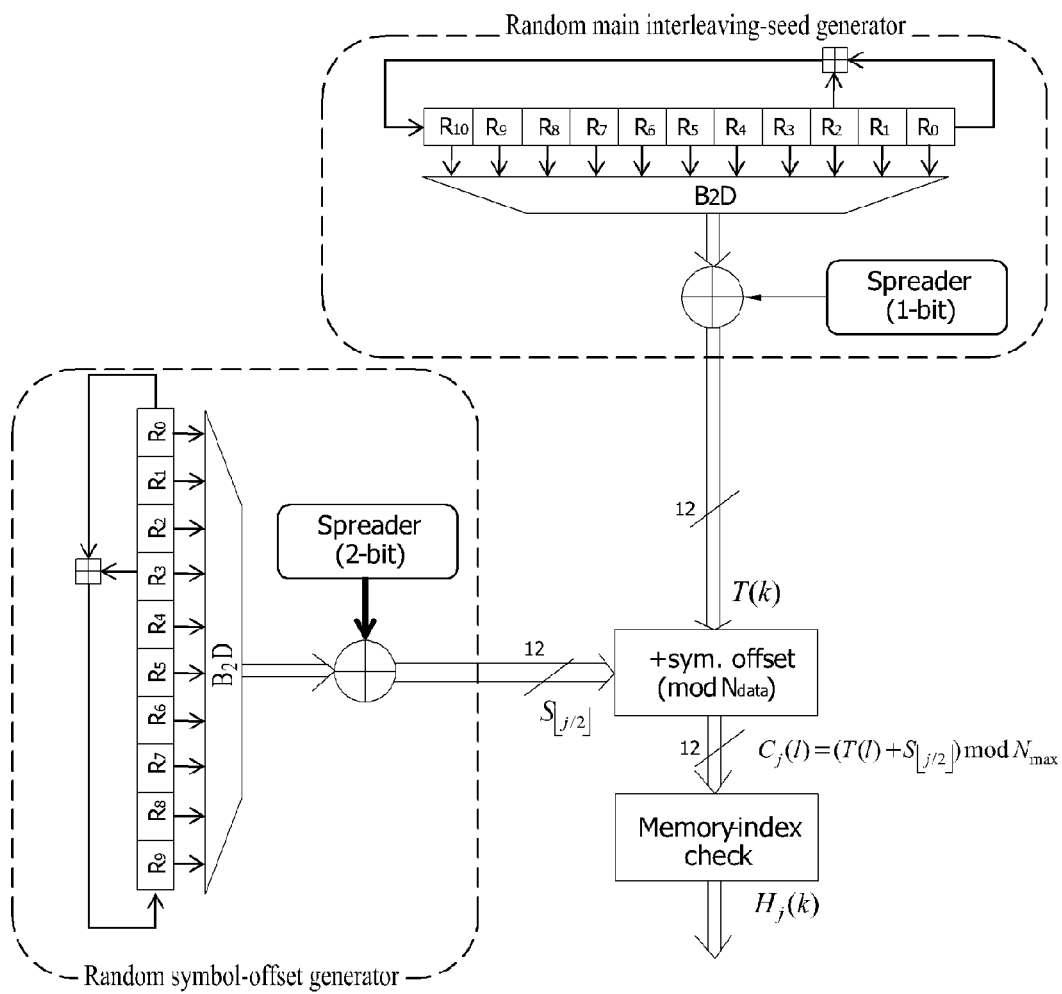 Random main interleaving-seed generator
R10 R9 R8 R7 R6 R5 R4 R3 R2 R1 R0
B2D
Spreader
(1-bit)
12
T(k)
R0
R1
R2
R3
R4
R5
R6
R7
R8
R9
B2D
Spreader
(2-bit)
12
S⌊j/2⌋
+sym. offset
(mod Ndata)
12
Cj(l) = (T(l) + S⌊j/2⌋) mod Nmax
Memory-index
check
Hj(k)
Random symbol-offset generator